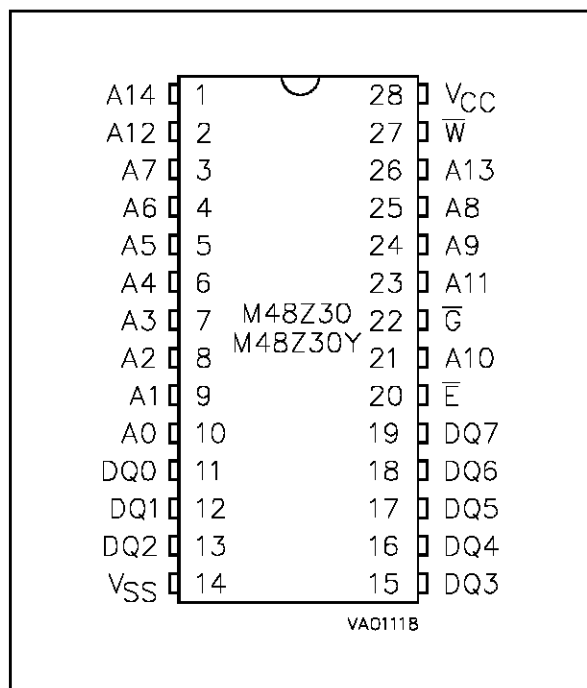 A14 1 28 VCC
A12 2 27 W̅
A7 3 26 A13
A6 4 25 A8
A5 5 24 A9
A4 6 23 A11
M48Z30
A3 7 22 G̅
M48Z30Y
A2 8 21 A10
A1 9 20 E̅
A0 10 19 DQ7
DQ0 11 18 DQ6
DQ1 12 17 DQ5
DQ2 13 16 DQ4
VSS 14 15 DQ3
VA01118